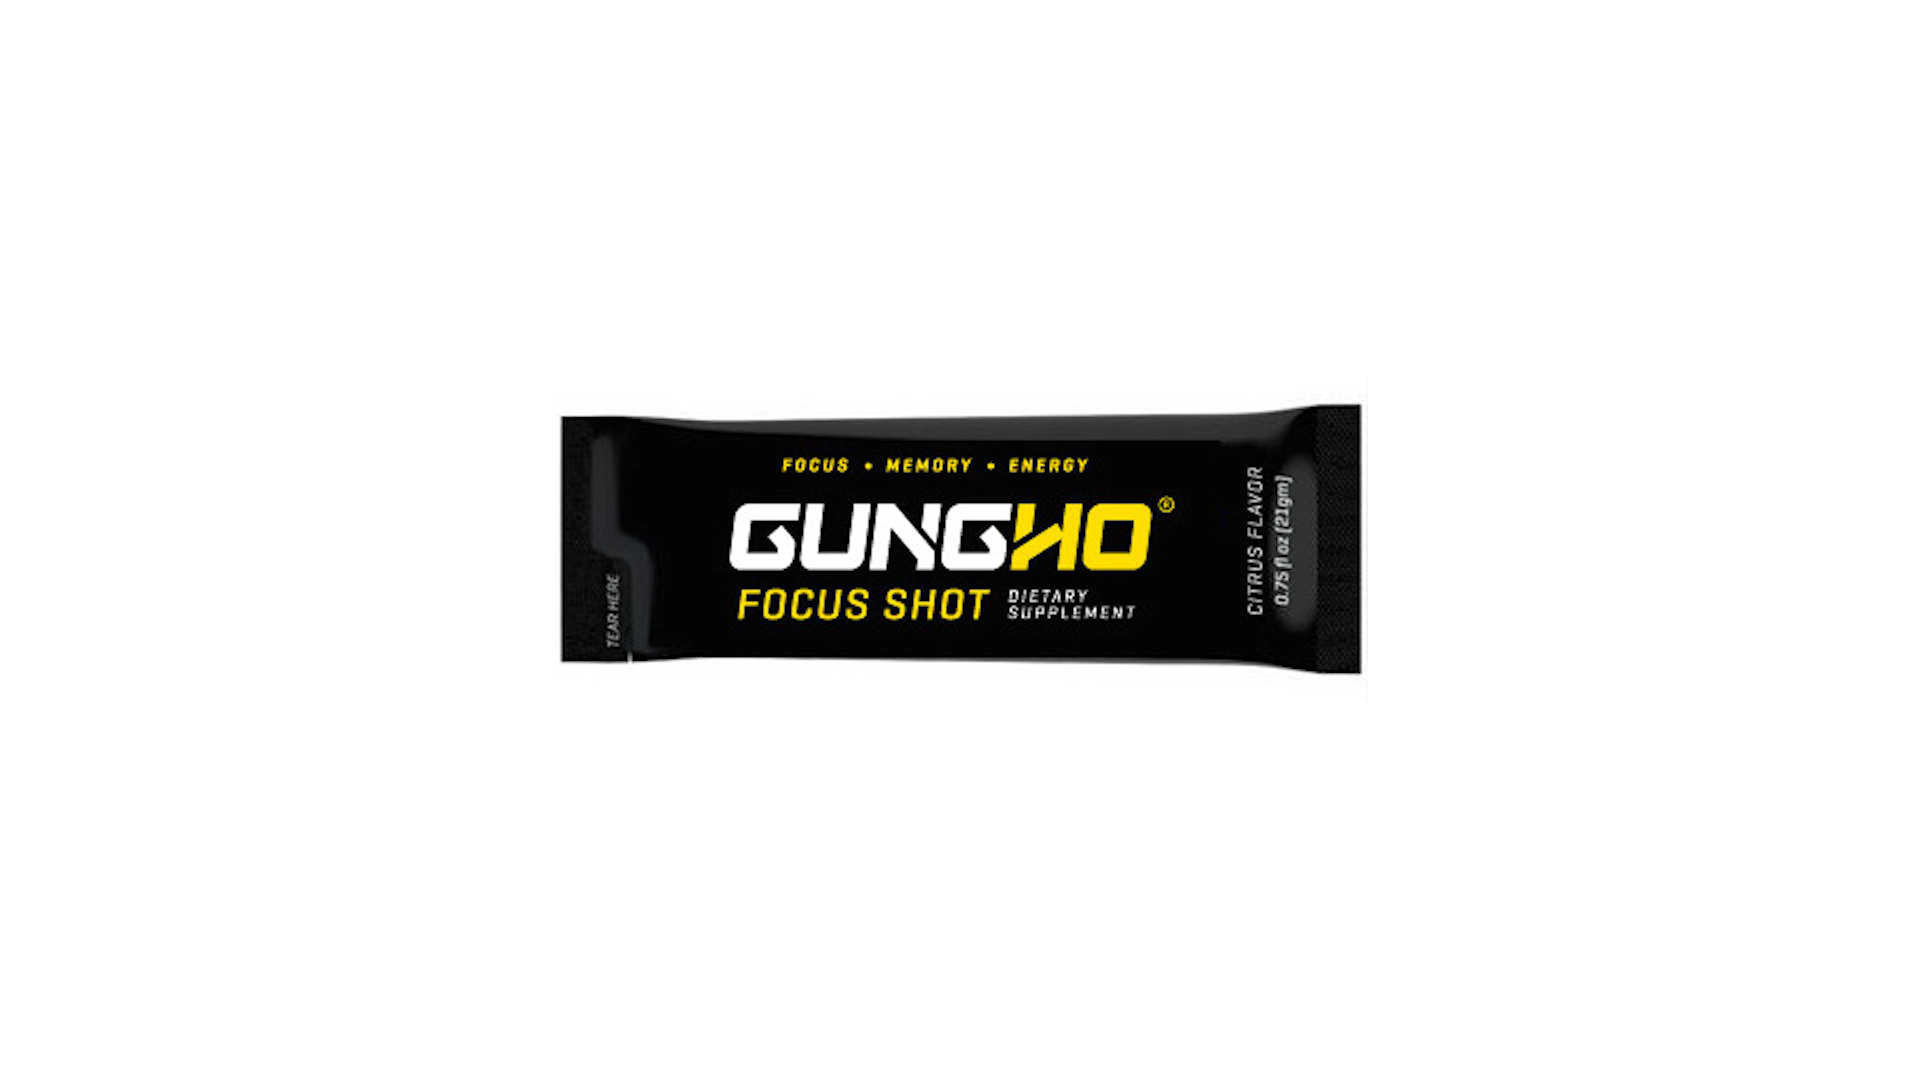 FOCUS • MEMORY • ENERGY
GUNGHO®
FOCUS SHOT
DIETARY
SUPPLEMENT
TEAR HERE
CITRUS FLAVOR
0.75 fl oz (21gm)